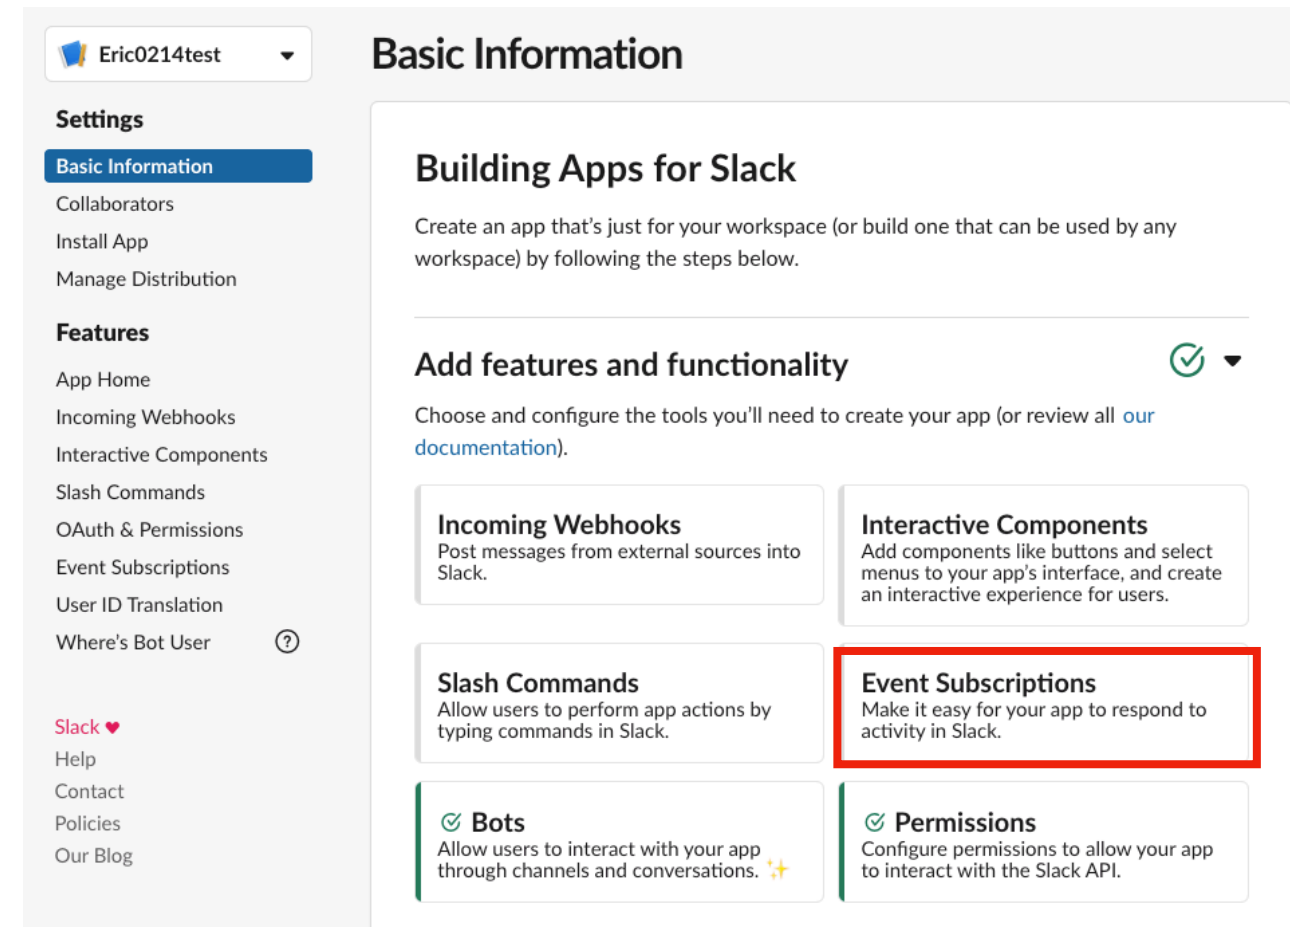 Eric0214test
Settings
Basic Information
Collaborators
Install App
Manage Distribution
Features
App Home
Incoming Webhooks
Interactive Components
Slash Commands
OAuth & Permissions
Event Subscriptions
User ID Translation
Where's Bot User
Slack
Help
Contact
Policies
Our Blog
Basic Information
Building Apps for Slack
Create an app that's just for your workspace (or build one that can be used by any
workspace) by following the steps below.
Add features and functionality
Choose and configure the tools you'll need to create your app (or review all our
documentation).
Incoming Webhooks
Post messages from external sources into
Slack.
Interactive Components
Add components like buttons and select
menus to your app's interface, and create
an interactive experience for users.
Slash Commands
Allow users to perform app actions by
typing commands in Slack.
Event Subscriptions
Make it easy for your app to respond to
activity in Slack.
Bots
Allow users to interact with your app
through channels and conversations.
Permissions
Configure permissions to allow your app
to interact with the Slack API.